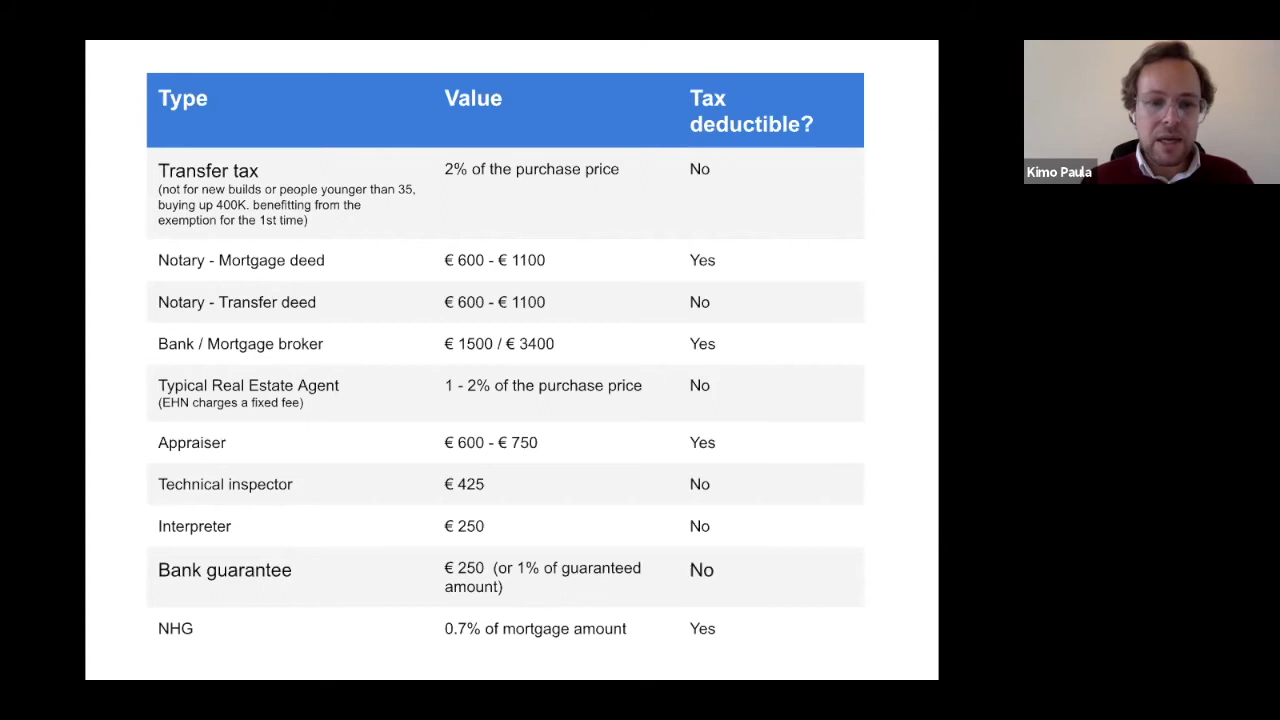 Type Value Tax
deductible?
Transfer tax 2% of the purchase price No
(not for new builds or people younger than 35,
buying up 400K. benefitting from the
exemption for the 1st time)
Notary - Mortgage deed € 600 - € 1100 Yes
Notary - Transfer deed € 600 - € 1100 No
Bank / Mortgage broker € 1500 / € 3400 Yes
Typical Real Estate Agent 1 - 2% of the purchase price No
(EHN charges a fixed fee)
Appraiser € 600 - € 750 Yes
Technical inspector € 425 No
Interpreter € 250 No
Bank guarantee € 250 (or 1% of guaranteed No
amount)
NHG 0.7% of mortgage amount Yes
Kimo Paula